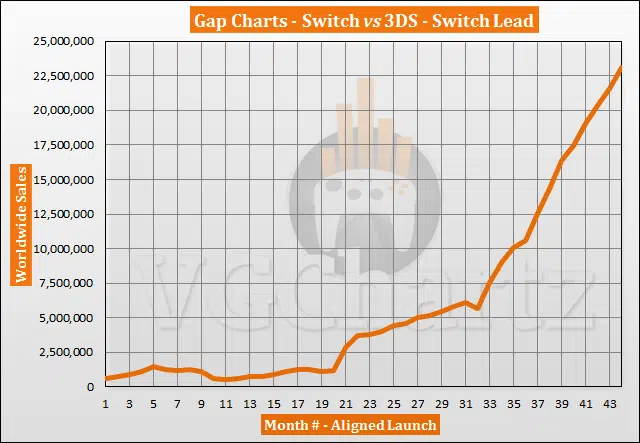 Gap Charts - Switch vs 3DS - Switch Lead
25,000,000
22,500,000
20,000,000
17,500,000
15,000,000
12,500,000
10,000,000
7,500,000
5,000,000
2,500,000
0
Worldwide Sales
VGChartz
1 3 5 7 9 11 13 15 17 19 21 23 25 27 29 31 33 35 37 39 41 43
Month # - Aligned Launch